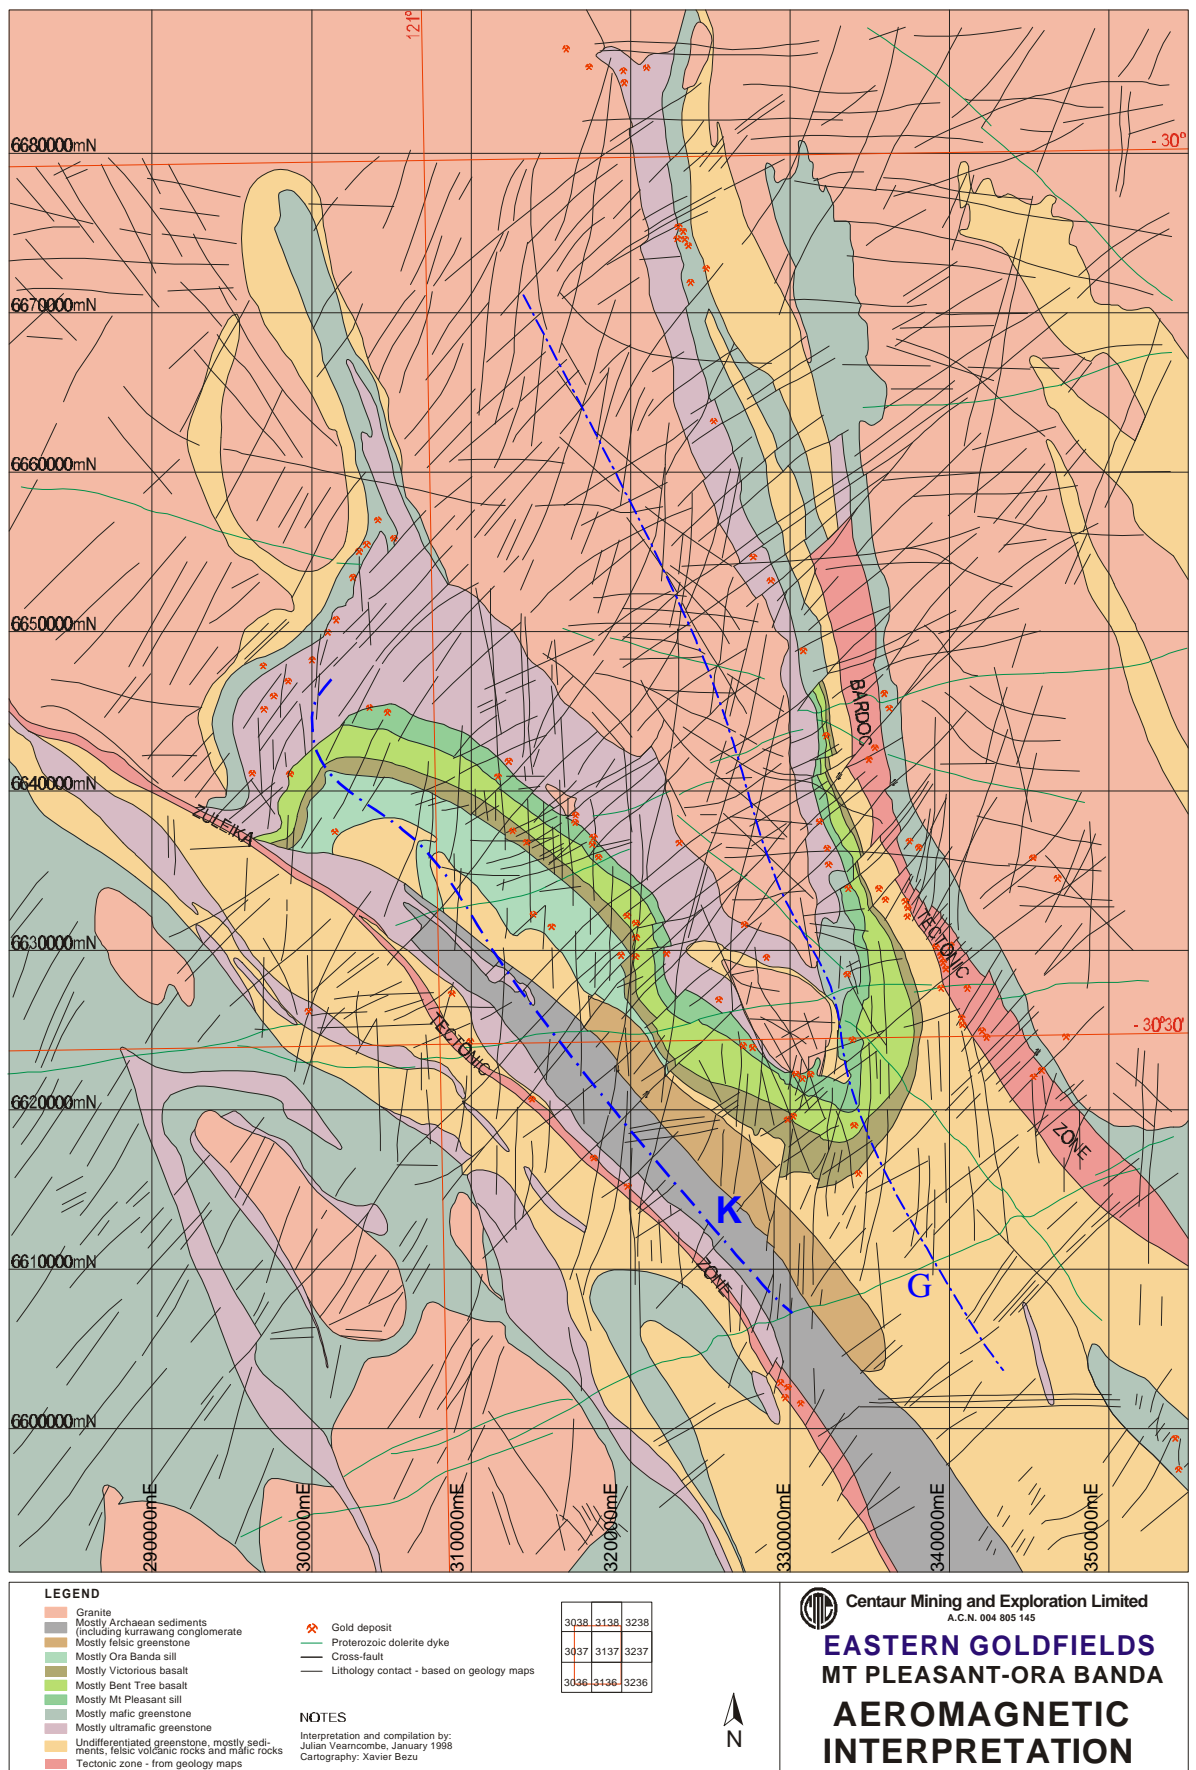 121°
6680000mN
- 30°
6670000mN
6660000mN
6650000mN
BARDOC
6640000mN
ZULEIKA
TECTONIC
6630000mN
TECTONIC
- 30°30'
6620000mN
ZONE
K
6610000mN
ZONE
G
6600000mN
290000mE
300000mE
310000mE
320000mE
330000mE
340000mE
350000mE
LEGEND
Granite
Mostly Archaean sediments
(including kurrawang conglomerate
Mostly felsic greenstone
Mostly Ora Banda sill
Mostly Victorious basalt
Mostly Bent Tree basalt
Mostly Mt Pleasant sill
Mostly mafic greenstone
Mostly ultramafic greenstone
Undifferentiated greenstone, mostly sedi-
ments, felsic volcanic rocks and mafic rocks
Tectonic zone - from geology maps
Gold deposit
Proterozoic dolerite dyke
Cross-fault
Lithology contact - based on geology maps
NOTES
Interpretation and compilation by:
Julian Vearncombe, January 1998
Cartography: Xavier Bezu
3038 3138 3238
3037 3137 3237
3036 3136 3236
N
CMC
Centaur Mining and Exploration Limited
A.C.N. 004 805 145
EASTERN GOLDFIELDS
MT PLEASANT-ORA BANDA
AEROMAGNETIC
INTERPRETATION